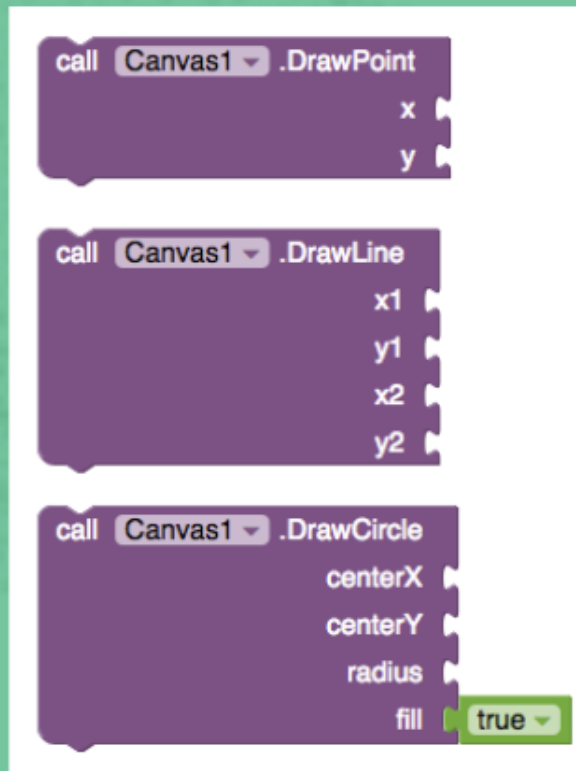 call Canvas1 .DrawPoint
x
y
call Canvas1 .DrawLine
x1
y1
x2
y2
call Canvas1 .DrawCircle
centerX
centerY
radius
fill true